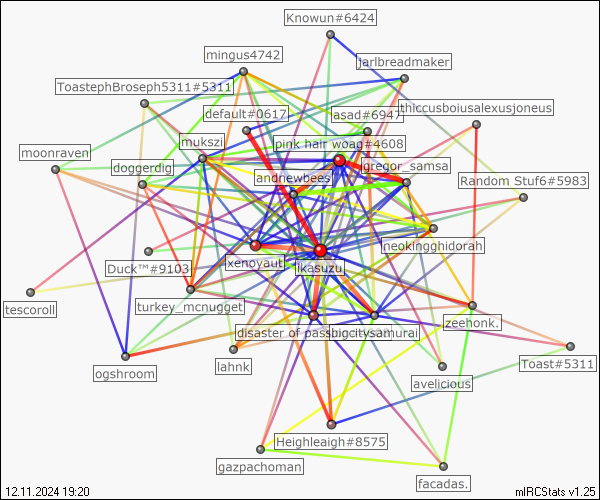 Knowun#6424
mingus4742
jarlbreadmaker
ToastephBroseph5311#5311
default#0617
asad#6947
thiccusboiusalexusjoneus
mukszi
pink hair woag#4608
moonraven
doggerdig
gregor_samsa
andnewbees
Random Stuf6#5983
neokingghidorah
xenoyaut
ikasuzu
Duck™#9103
tescoroll
turkey_mcnugget
disaster of pass
bigcitysamurai
zeehonk.
ogshroom
lahnk
Toast#5311
avelicious
Heighleaigh#8575
gazpachoman
facadas.
12.11.2024 19:20
mIRCStats v1.25